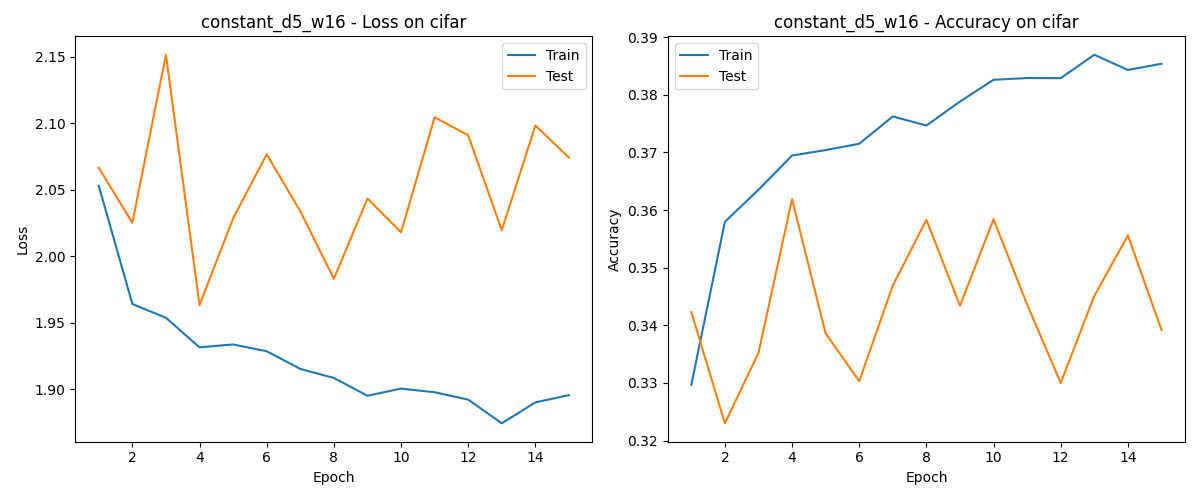 constant_d5_w16 - Loss on cifar
2.15
2.10
2.05
2.00
1.95
1.90
Loss
2 4 6 8 10 12 14
Epoch
Train
Test
constant_d5_w16 - Accuracy on cifar
0.39
0.38
0.37
0.36
0.35
0.34
0.33
0.32
Accuracy
2 4 6 8 10 12 14
Epoch
Train
Test